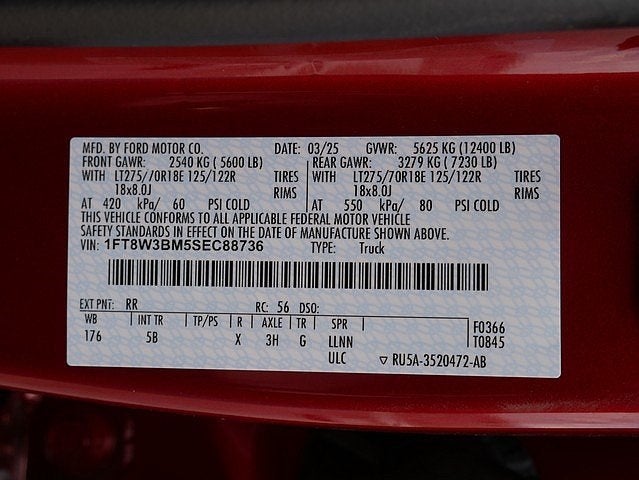 MFD. BY FORD MOTOR CO. DATE: 03/25 GVWR: 5625 KG (12400 LB)
FRONT GAWR: 2540 KG ( 5600 LB) REAR GAWR: 3279 KG ( 7230 LB)
WITH LT275/70R18E 125/122R TIRES WITH LT275/70R18E 125/122R TIRES
18x8.0J RIMS 18x8.0J RIMS
AT 420 kPa/ 60 PSI COLD AT 550 kPa/ 80 PSI COLD
THIS VEHICLE CONFORMS TO ALL APPLICABLE FEDERAL MOTOR VEHICLE
SAFETY STANDARDS IN EFFECT ON THE DATE OF MANUFACTURE SHOWN ABOVE.
VIN: 1FT8W3BM5SEC88736 TYPE: Truck
EXT PNT: RR RC: 56 DSO:
WB INT TR TP/PS R AXLE TR SPR F0366
176 5B X 3H G LLNN T0845
ULC ▽ RU5A-3520472-AB